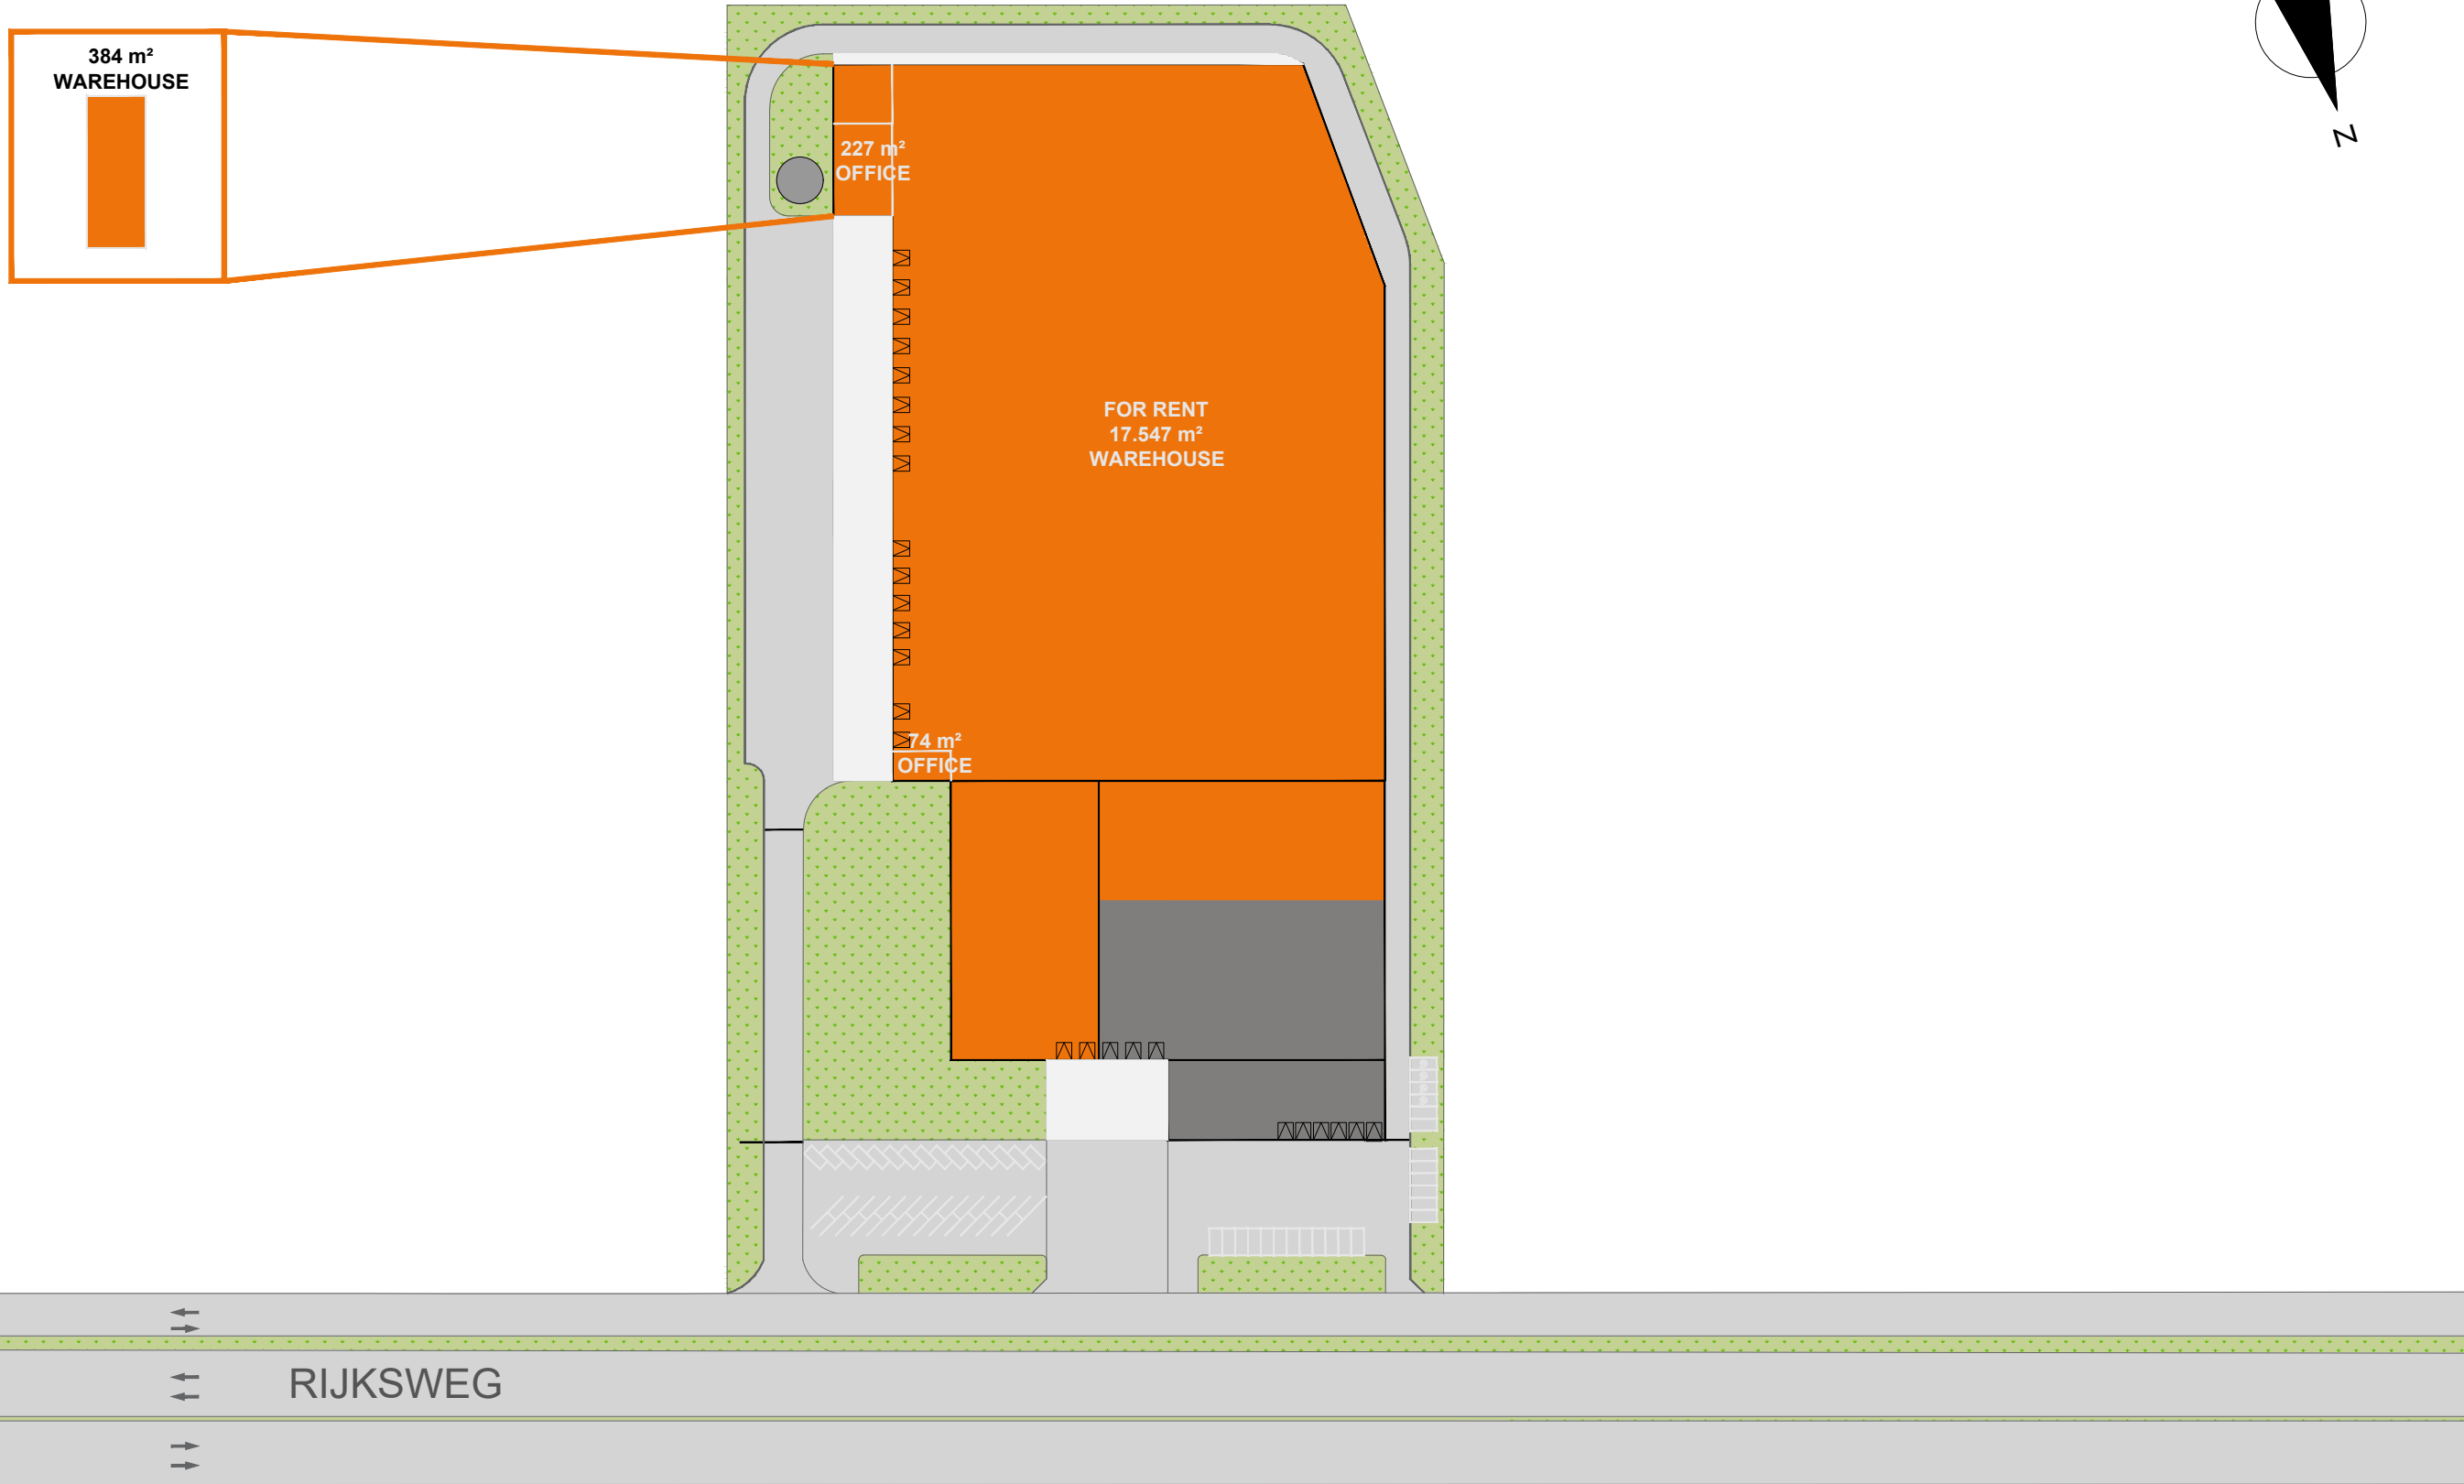 384 m²
WAREHOUSE
N
227 m²
OFFICE
FOR RENT
17.547 m²
WAREHOUSE
74 m²
OFFICE
RIJKSWEG